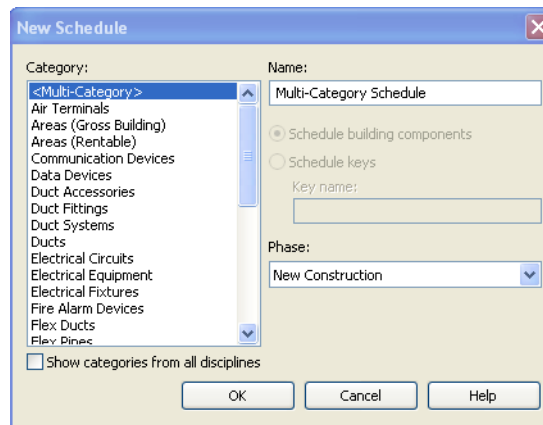 New Schedule
Category:
<Multi-Category>
Air Terminals
Areas (Gross Building)
Areas (Rentable)
Communication Devices
Data Devices
Duct Accessories
Duct Fittings
Duct Systems
Ducts
Electrical Circuits
Electrical Equipment
Electrical Fixtures
Fire Alarm Devices
Flex Ducts
Flex Pipes
Show categories from all disciplines
Name:
Multi-Category Schedule
Schedule building components
Schedule keys
Key name:
Phase:
New Construction
OK Cancel Help